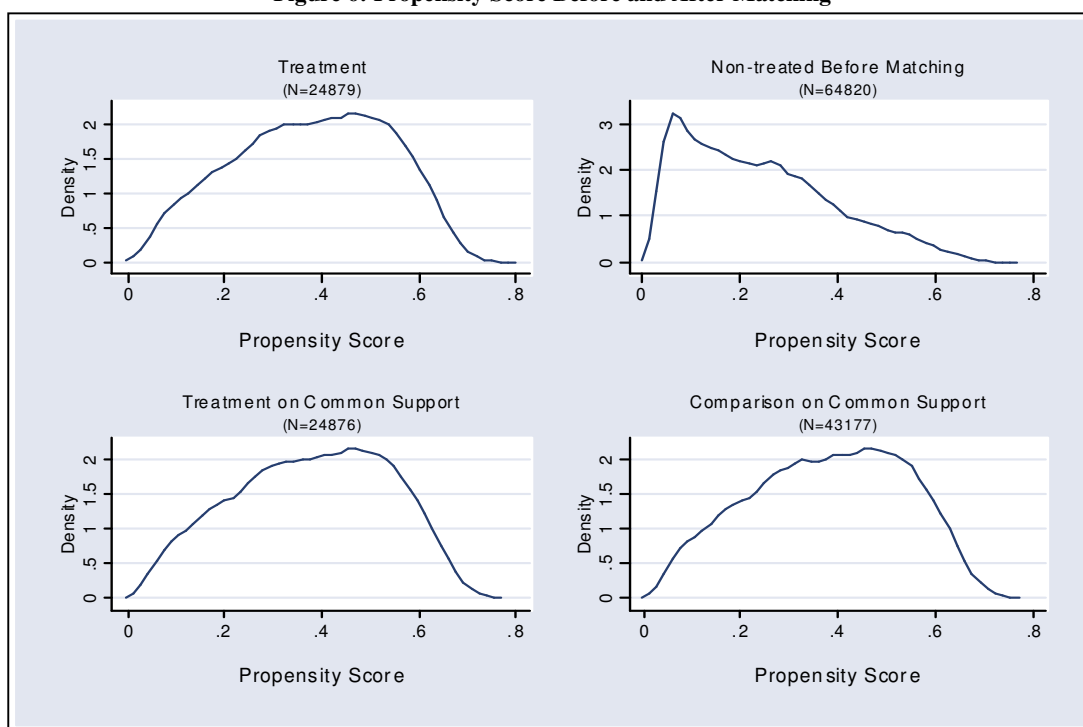 Figure 6: Propensity Score Before and After Matching
Treatment
(N=24879)
Density
0 .5 1 1.5 2
0 .2 .4 .6 .8
Propensity Score
Non-treated Before Matching
(N=64820)
Density
0 1 2 3
0 .2 .4 .6 .8
Propensity Score
Treatment on Common Support
(N=24876)
Density
0 .5 1 1.5 2
0 .2 .4 .6 .8
Propensity Score
Comparison on Common Support
(N=43177)
Density
0 .5 1 1.5 2
0 .2 .4 .6 .8
Propensity Score